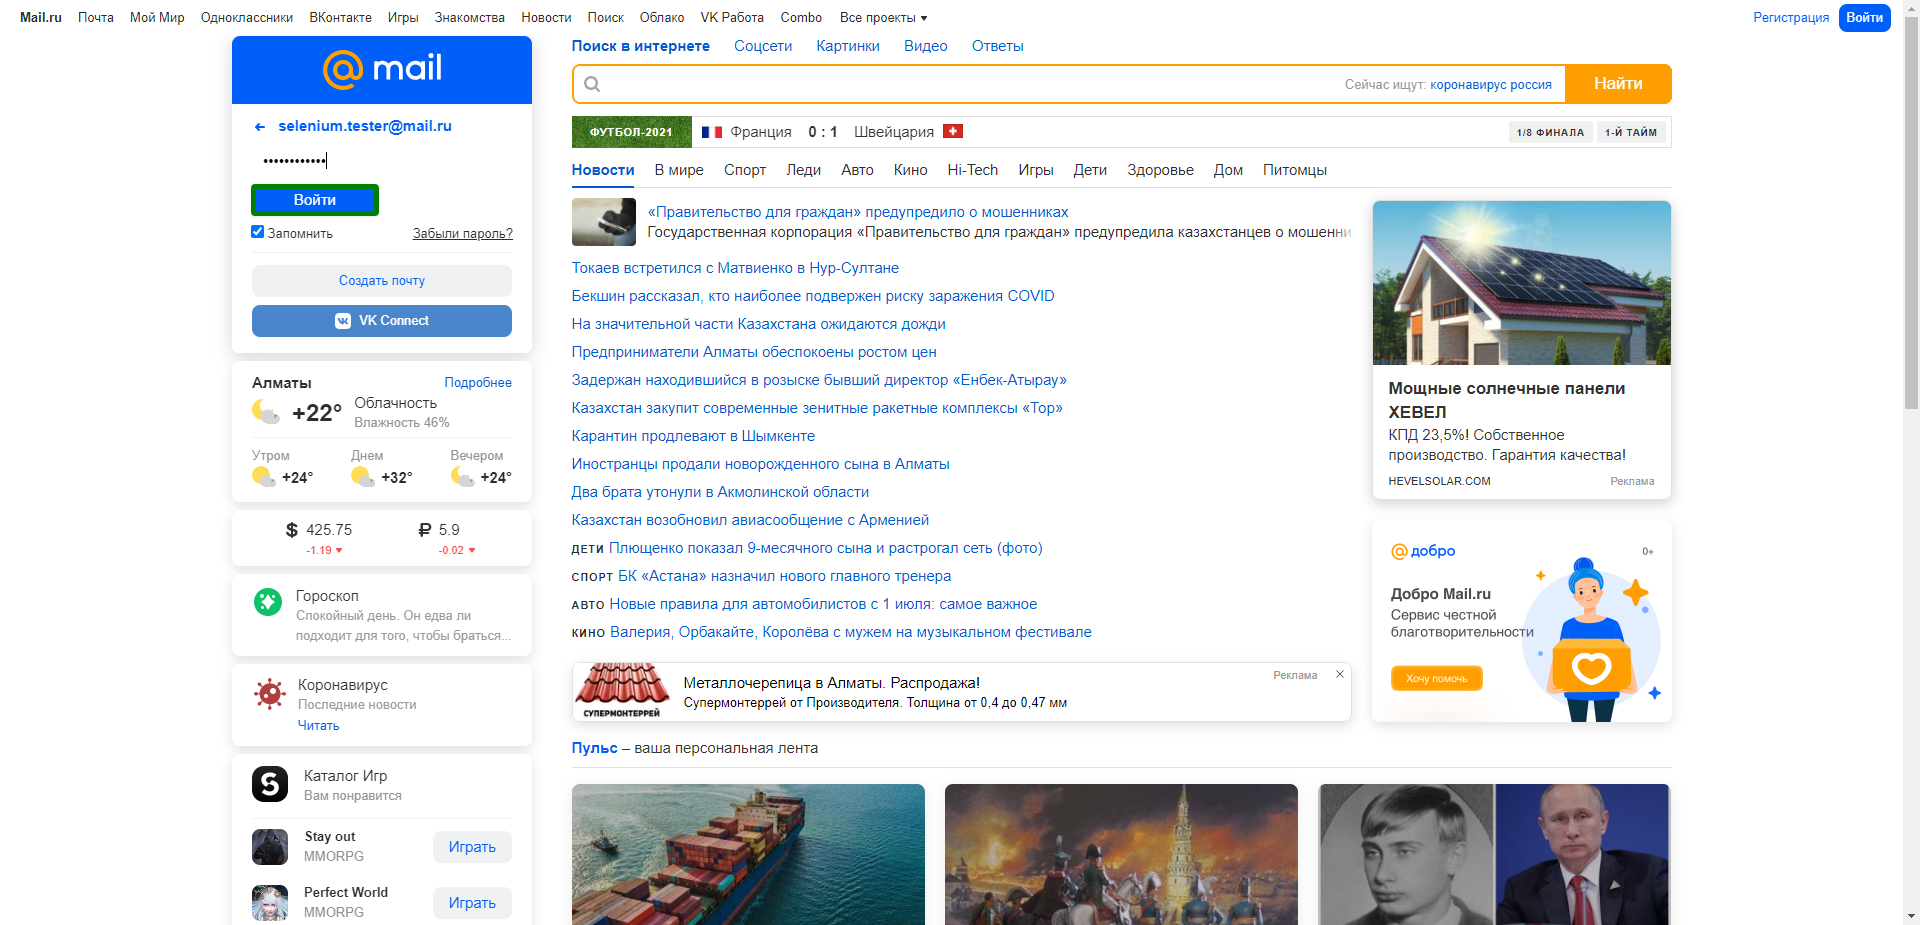 Mail.ru Почта Мой Мир Одноклассники ВКонтакте Игры Знакомства Новости Поиск Облако VK Работа Combo Все проекты
Регистрация Войти
@mail
selenium.tester@mail.ru
••••••••••••
Войти
Запомнить Забыли пароль?
Создать почту
VK Connect
Алматы Подробнее
+22° Облачность
Влажность 46%
Утром Днем Вечером
+24° +32° +24°
$ 425.75 ₽ 5.9
-1.19 -0.02
Гороскоп
Спокойный день. Он едва ли
подходит для того, чтобы браться...
Коронавирус
Последние новости
Читать
Каталог Игр
Вам понравится
Stay out
MMORPG
Играть
Perfect World
MMORPG
Играть
Поиск в интернете Соцсети Картинки Видео Ответы
Сейчас ищут: коронавирус россия Найти
ФУТБОЛ-2021 Франция 0 : 1 Швейцария 1/8 ФИНАЛА 1-Й ТАЙМ
Новости В мире Спорт Леди Авто Кино Hi-Tech Игры Дети Здоровье Дом Питомцы
«Правительство для граждан» предупредило о мошенниках
Государственная корпорация «Правительство для граждан» предупредила казахстанцев о мошенни
Токаев встретился с Матвиенко в Нур-Султане
Бекшин рассказал, кто наиболее подвержен риску заражения COVID
На значительной части Казахстана ожидаются дожди
Предприниматели Алматы обеспокоены ростом цен
Задержан находившийся в розыске бывший директор «Енбек-Атырау»
Казахстан закупит современные зенитные ракетные комплексы «Тор»
Карантин продлевают в Шымкенте
Иностранцы продали новорожденного сына в Алматы
Два брата утонули в Акмолинской области
Казахстан возобновил авиасообщение с Арменией
ДЕТИ Плющенко показал 9-месячного сына и растрогал сеть (фото)
СПОРТ БК «Астана» назначил нового главного тренера
АВТО Новые правила для автомобилистов с 1 июля: самое важное
КИНО Валерия, Орбакайте, Королёва с мужем на музыкальном фестивале
СУПЕРМОНТЕРРЕЙ
Металлочерепица в Алматы. Распродажа!
Реклама
Супермонтеррей от Производителя. Толщина от 0,4 до 0,47 мм
Пульс – ваша персональная лента
Мощные солнечные панели
ХЕВЕЛ
КПД 23,5%! Собственное
производство. Гарантия качества!
HEVELSOLAR.COM Реклама
@добро 0+
Добро Mail.ru
Сервис честной
благотворительности
Хочу помочь